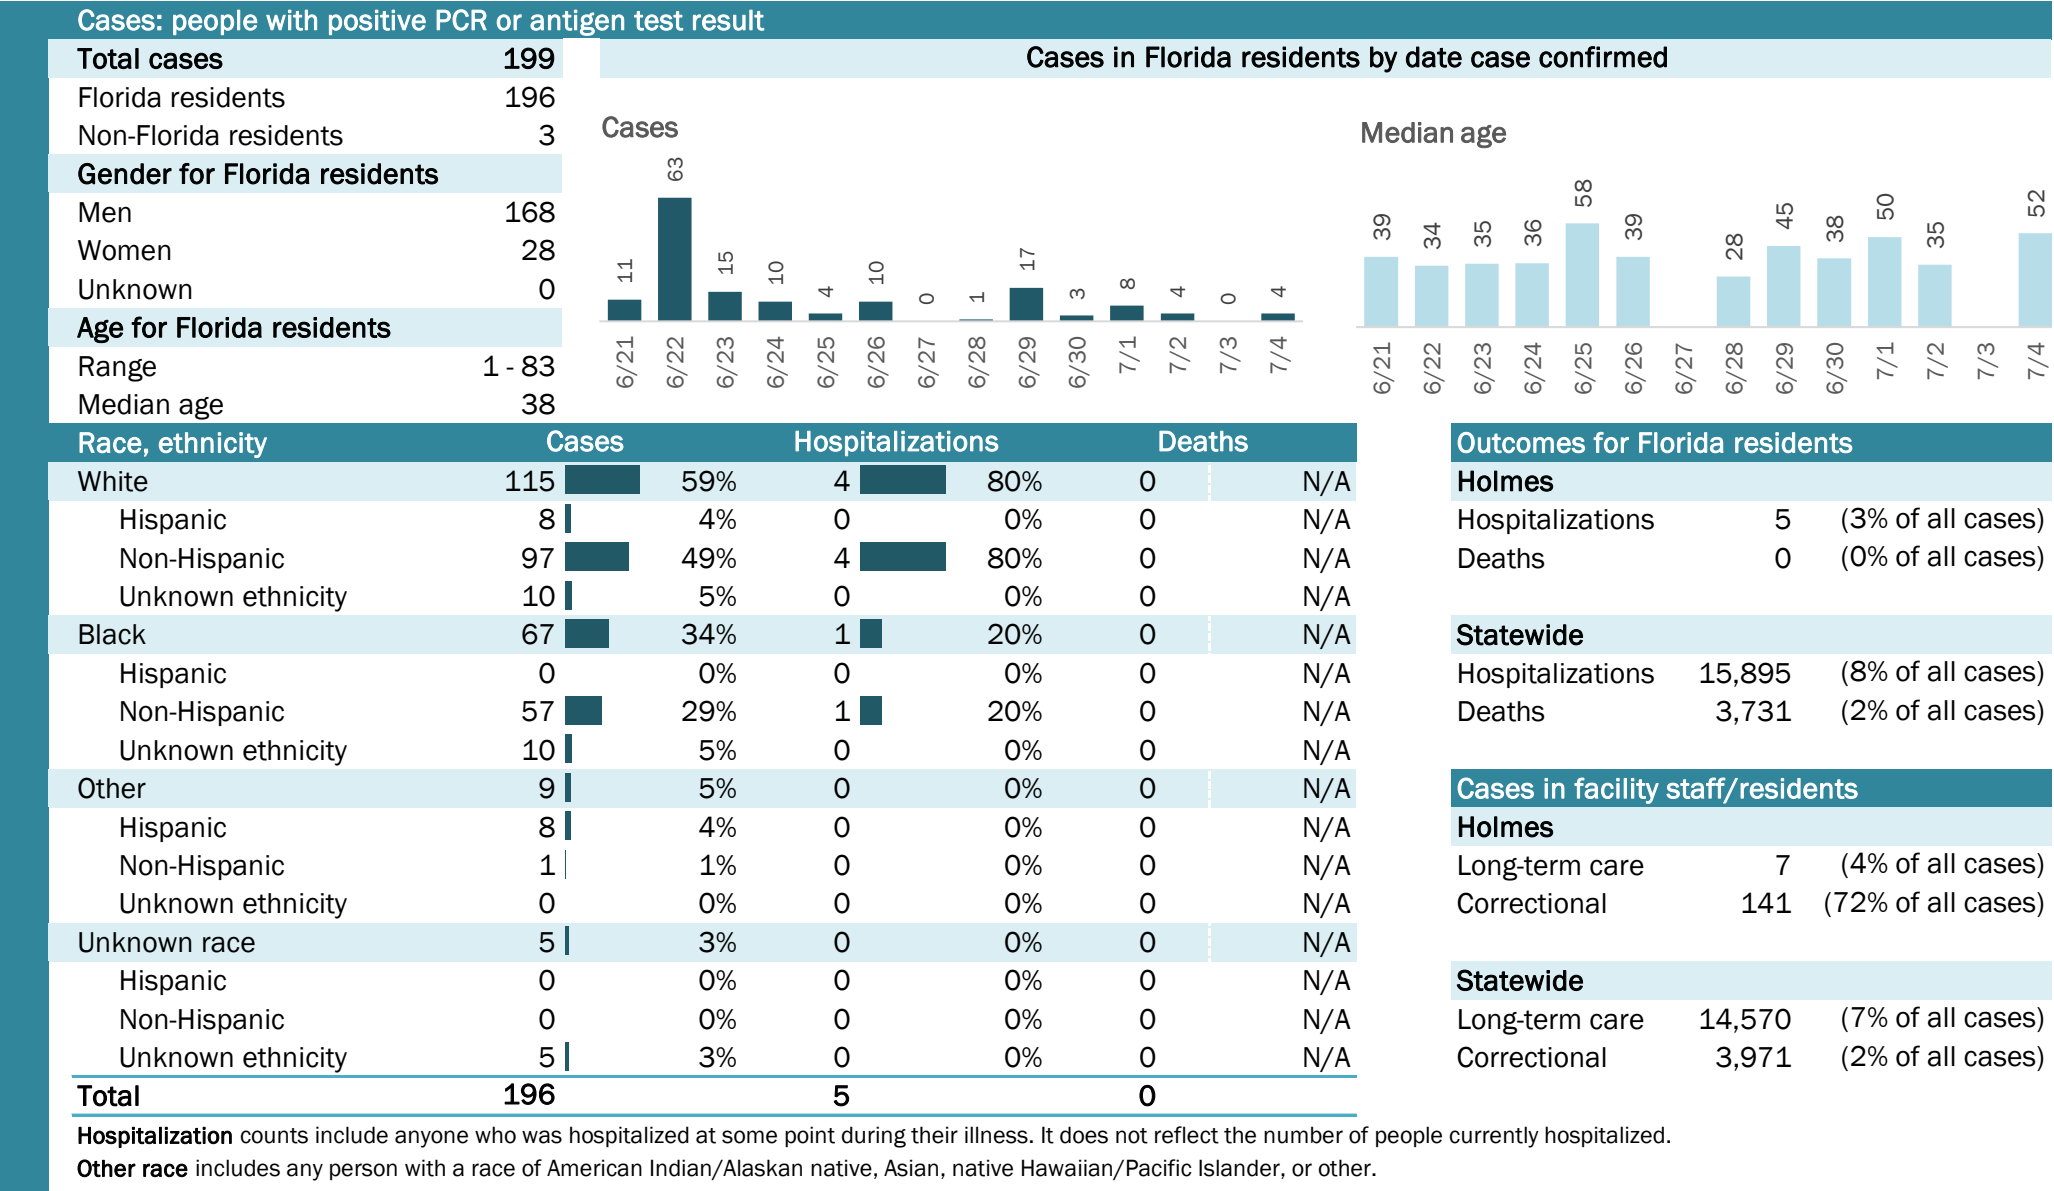 Cases: people with positive PCR or antigen test result
Total cases 199
Florida residents 196
Non-Florida residents 3
Gender for Florida residents
Men 168
Women 28
Unknown 0
Age for Florida residents
Range 1 - 83
Median age 38
Cases in Florida residents by date case confirmed
Cases
11 63 15 10 4 10 0 1 17 3 8 4 0 4
6/21 6/22 6/23 6/24 6/25 6/26 6/27 6/28 6/29 6/30 7/1 7/2 7/3 7/4
Median age
39 34 35 36 58 39 28 45 38 50 35 52
6/21 6/22 6/23 6/24 6/25 6/26 6/27 6/28 6/29 6/30 7/1 7/2 7/3 7/4
Race, ethnicity Cases Hospitalizations Deaths
White 115 59% 4 80% 0 N/A
Hispanic 8 4% 0 0% 0 N/A
Non-Hispanic 97 49% 4 80% 0 N/A
Unknown ethnicity 10 5% 0 0% 0 N/A
Black 67 34% 1 20% 0 N/A
Hispanic 0 0% 0 0% 0 N/A
Non-Hispanic 57 29% 1 20% 0 N/A
Unknown ethnicity 10 5% 0 0% 0 N/A
Other 9 5% 0 0% 0 N/A
Hispanic 8 4% 0 0% 0 N/A
Non-Hispanic 1 1% 0 0% 0 N/A
Unknown ethnicity 0 0% 0 0% 0 N/A
Unknown race 5 3% 0 0% 0 N/A
Hispanic 0 0% 0 0% 0 N/A
Non-Hispanic 0 0% 0 0% 0 N/A
Unknown ethnicity 5 3% 0 0% 0 N/A
Total 196 5 0
Outcomes for Florida residents
Holmes
Hospitalizations 5 (3% of all cases)
Deaths 0 (0% of all cases)
Statewide
Hospitalizations 15,895 (8% of all cases)
Deaths 3,731 (2% of all cases)
Cases in facility staff/residents
Holmes
Long-term care 7 (4% of all cases)
Correctional 141 (72% of all cases)
Statewide
Long-term care 14,570 (7% of all cases)
Correctional 3,971 (2% of all cases)
Hospitalization counts include anyone who was hospitalized at some point during their illness. It does not reflect the number of people currently hospitalized.
Other race includes any person with a race of American Indian/Alaskan native, Asian, native Hawaiian/Pacific Islander, or other.